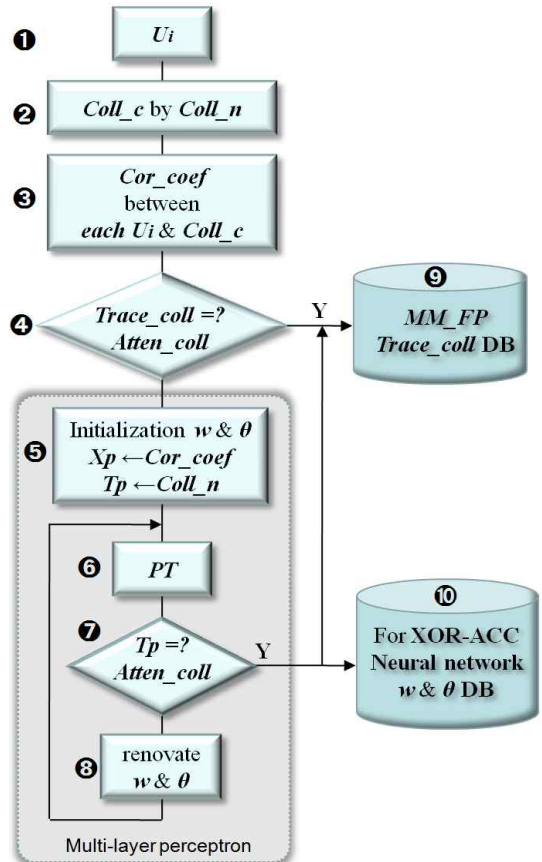 ❶
Ui
❷
Coll_c by Coll_n
❸
Cor_coef
between
each Ui & Coll_c
❹
Trace_coll =?
Atten_coll
Y
❾
MM_FP
Trace_coll DB
❺
Initialization w & θ
Xp ←Cor_coef
Tp ←Coll_n
❻
PT
❼
Tp =?
Atten_coll
Y
❿
For XOR-ACC
Neural network
w & θ DB
❽
renovate
w & θ
Multi-layer perceptron